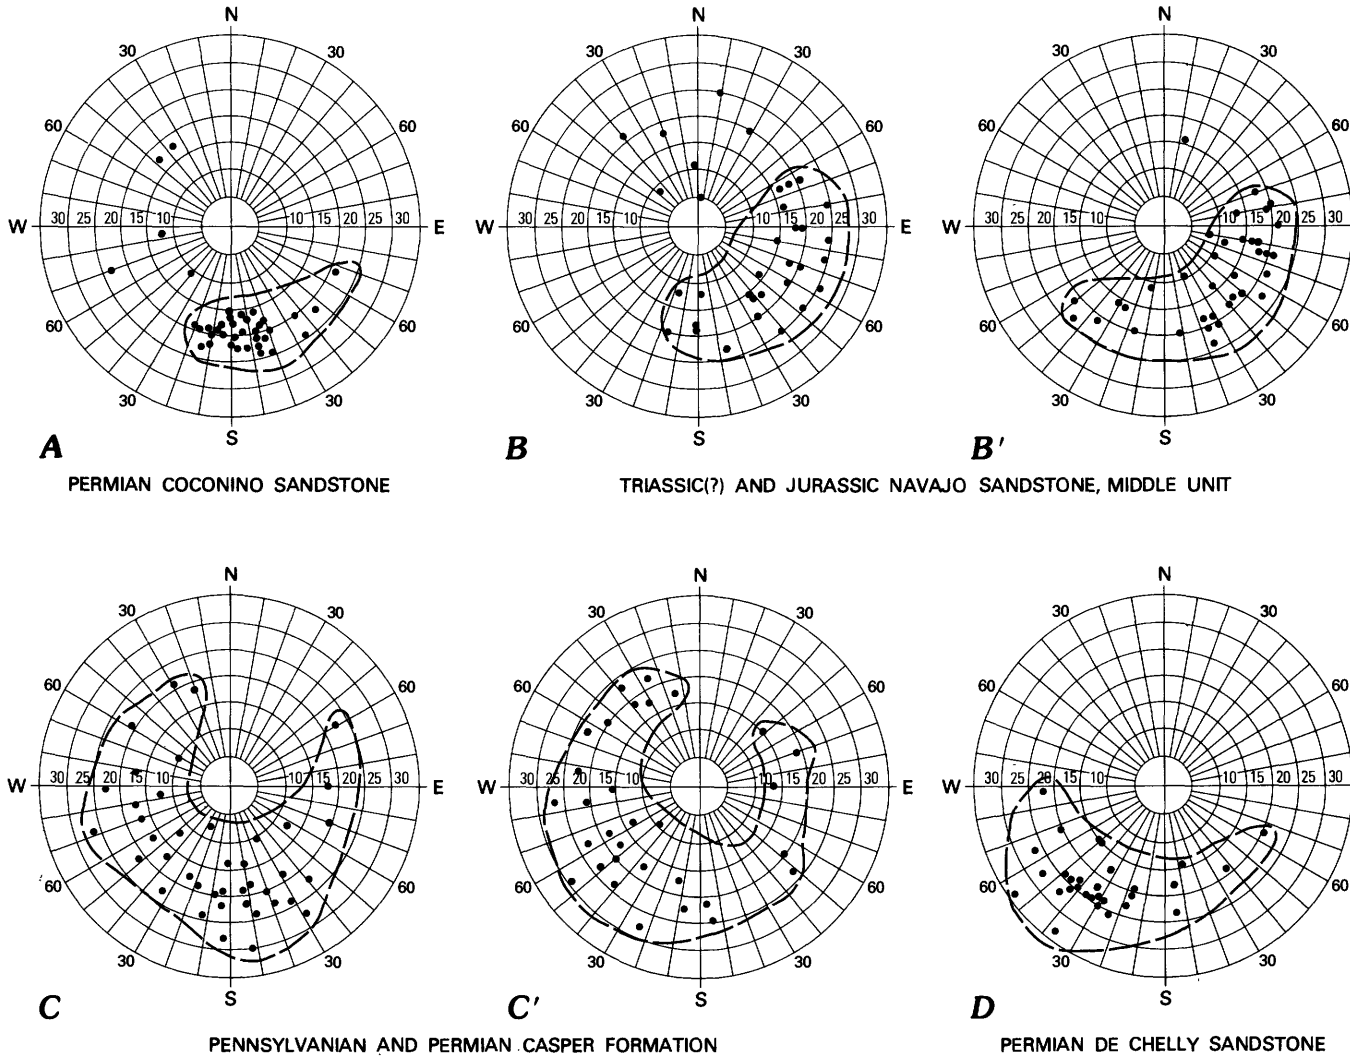 N
30 30
60 60
W 30 25 20 15 10 10 15 20 25 30 E
60 60
30 30
S
A
PERMIAN COCONINO SANDSTONE
N
30 30
60 60
W 30 25 20 15 10 10 15 20 25 30 E
60 60
30 30
S
B
N
30 30
60 60
W 30 25 20 15 10 10 15 20 25 30 E
60 60
30 30
S
B'
TRIASSIC(?) AND JURASSIC NAVAJO SANDSTONE, MIDDLE UNIT
N
30 30
60 60
W 30 25 20 15 10 10 15 20 25 30 E
60 60
30 30
S
C
N
30 30
60 60
W 30 25 20 15 10 10 15 20 25 30 E
60 60
30 30
S
C'
PENNSYLVANIAN AND PERMIAN CASPER FORMATION
N
30 30
60 60
W 30 25 20 15 10 10 15 20 25 30 E
60 60
30 30
S
D
PERMIAN DE CHELLY SANDSTONE